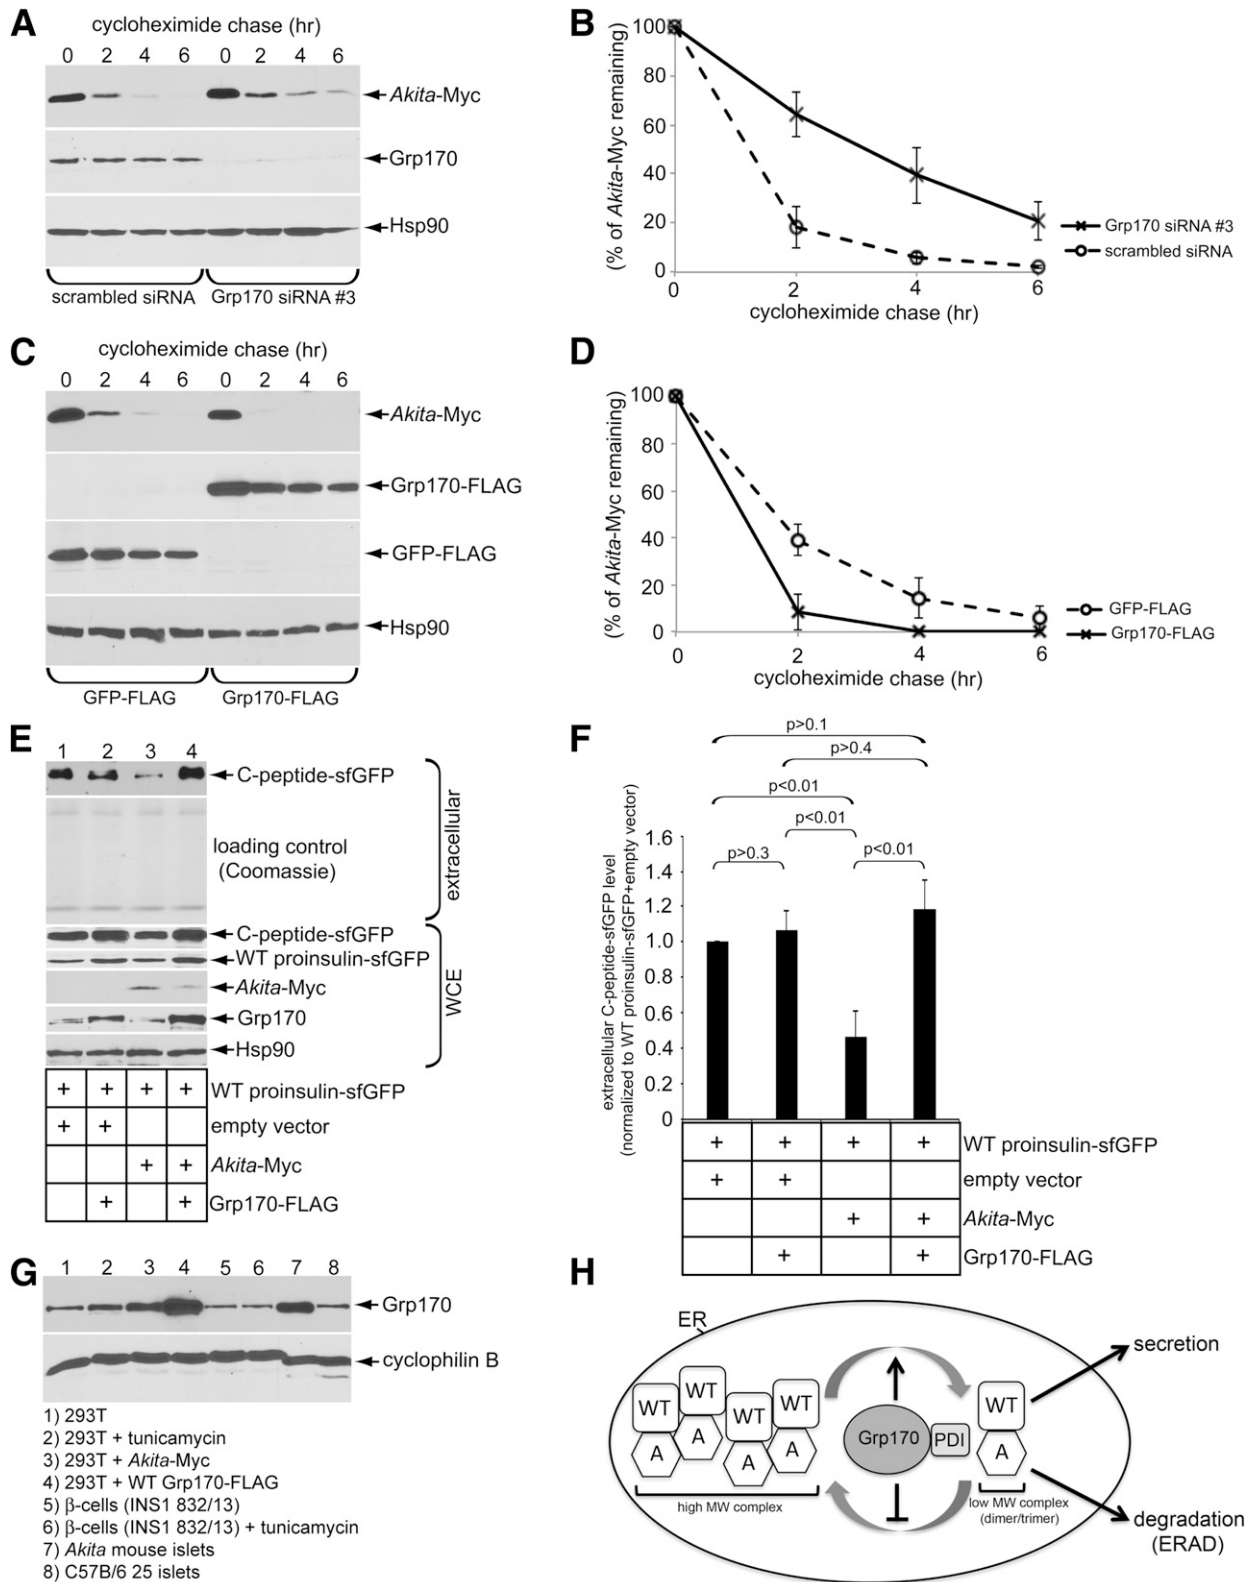 A
cycloheximide chase (hr)
0 2 4 6 0 2 4 6
Akita-Myc
Grp170
Hsp90
scrambled siRNA Grp170 siRNA #3
B
(% of Akita-Myc remaining)
100
80
60
40
20
0
0 2 4 6
cycloheximide chase (hr)
Grp170 siRNA #3
scrambled siRNA
C
cycloheximide chase (hr)
0 2 4 6 0 2 4 6
Akita-Myc
Grp170-FLAG
GFP-FLAG
Hsp90
GFP-FLAG Grp170-FLAG
D
(% of Akita-Myc remaining)
100
80
60
40
20
0
0 2 4 6
cycloheximide chase (hr)
GFP-FLAG
Grp170-FLAG
E
1 2 3 4
C-peptide-sfGFP
loading control
(Coomassie)
extracellular
C-peptide-sfGFP
WT proinsulin-sfGFP
Akita-Myc
Grp170
Hsp90
WCE
+ + + + WT proinsulin-sfGFP
+ + empty vector
+ + Akita-Myc
+ + Grp170-FLAG
F
p>0.1
p>0.4
p<0.01
p<0.01
p>0.3 p<0.01
extracellular C-peptide-sfGFP level
(normalized to WT proinsulin-sfGFP+empty vector)
1.6
1.4
1.2
1.0
0.8
0.6
0.4
0.2
0
+ + + + WT proinsulin-sfGFP
+ + empty vector
+ + Akita-Myc
+ + Grp170-FLAG
G
1 2 3 4 5 6 7 8
Grp170
cyclophilin B
1) 293T
2) 293T + tunicamycin
3) 293T + Akita-Myc
4) 293T + WT Grp170-FLAG
5) β-cells (INS1 832/13)
6) β-cells (INS1 832/13) + tunicamycin
7) Akita mouse islets
8) C57B/6 25 islets
H
ER
WT WT WT WT
A A A A
high MW complex
Grp170 PDI
WT
A
low MW complex
(dimer/trimer)
secretion
degradation
(ERAD)